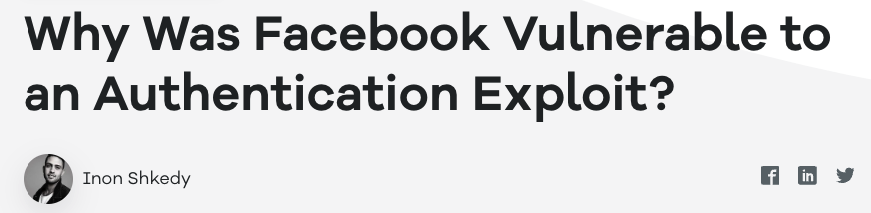 Why Was Facebook Vulnerable to
an Authentication Exploit?
Inon Shkedy